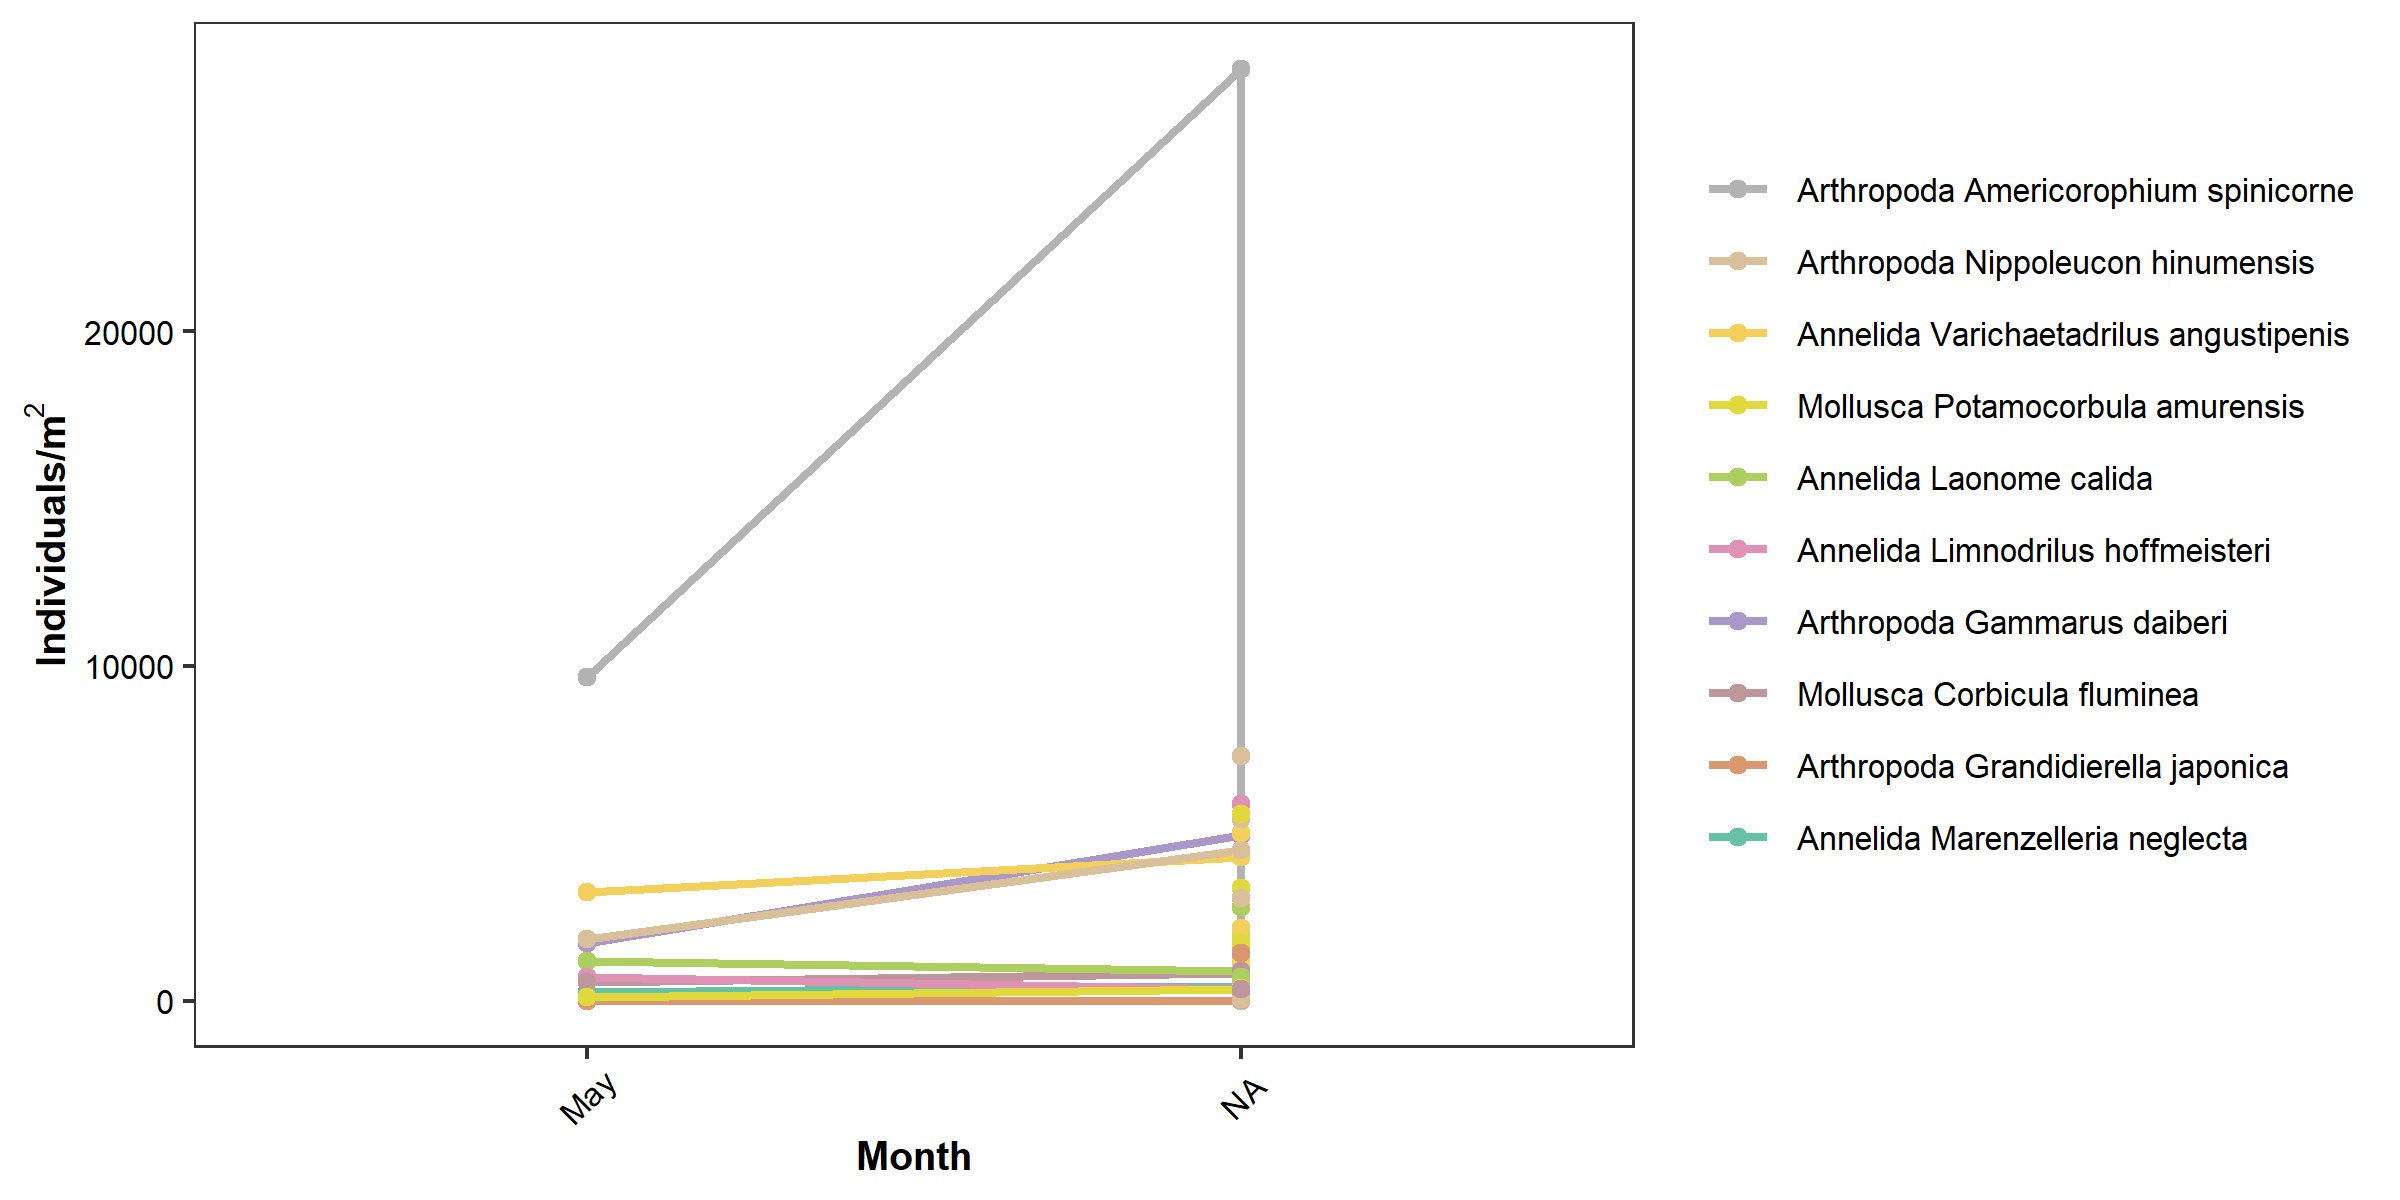 Individuals/m²
20000
10000
0
May
NA
Month
Arthropoda Americorophium spinicorne
Arthropoda Nippoleucon hinumensis
Annelida Varichaetadrilus angustipenis
Mollusca Potamocorbula amurensis
Annelida Laonome calida
Annelida Limnodrilus hoffmeisteri
Arthropoda Gammarus daiberi
Mollusca Corbicula fluminea
Arthropoda Grandidierella japonica
Annelida Marenzelleria neglecta